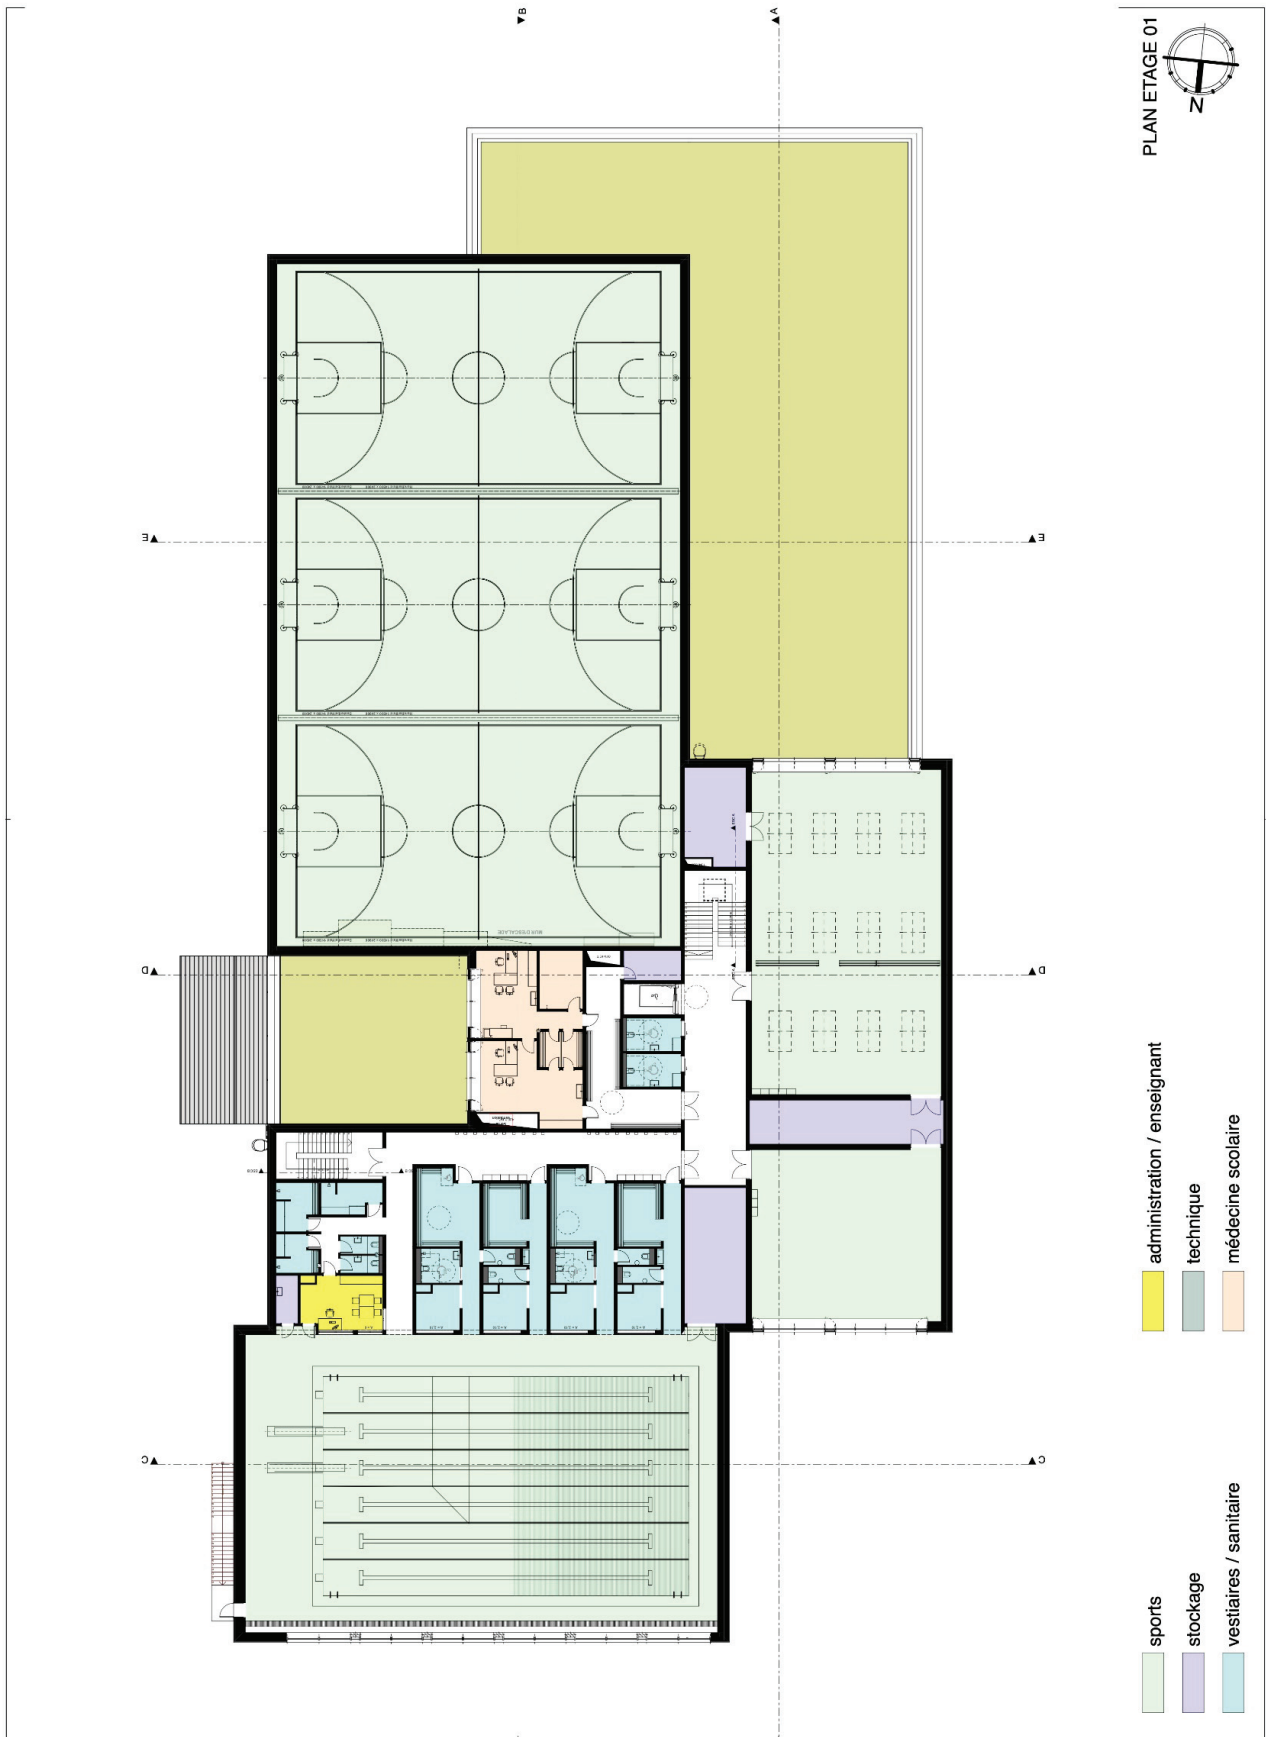 PLAN ETAGE 01
N
B
A
E
E
MUR D'ESCALADE
D
D
C
C
administration / enseignant
technique
médecine scolaire
sports
stockage
vestiaires / sanitaire